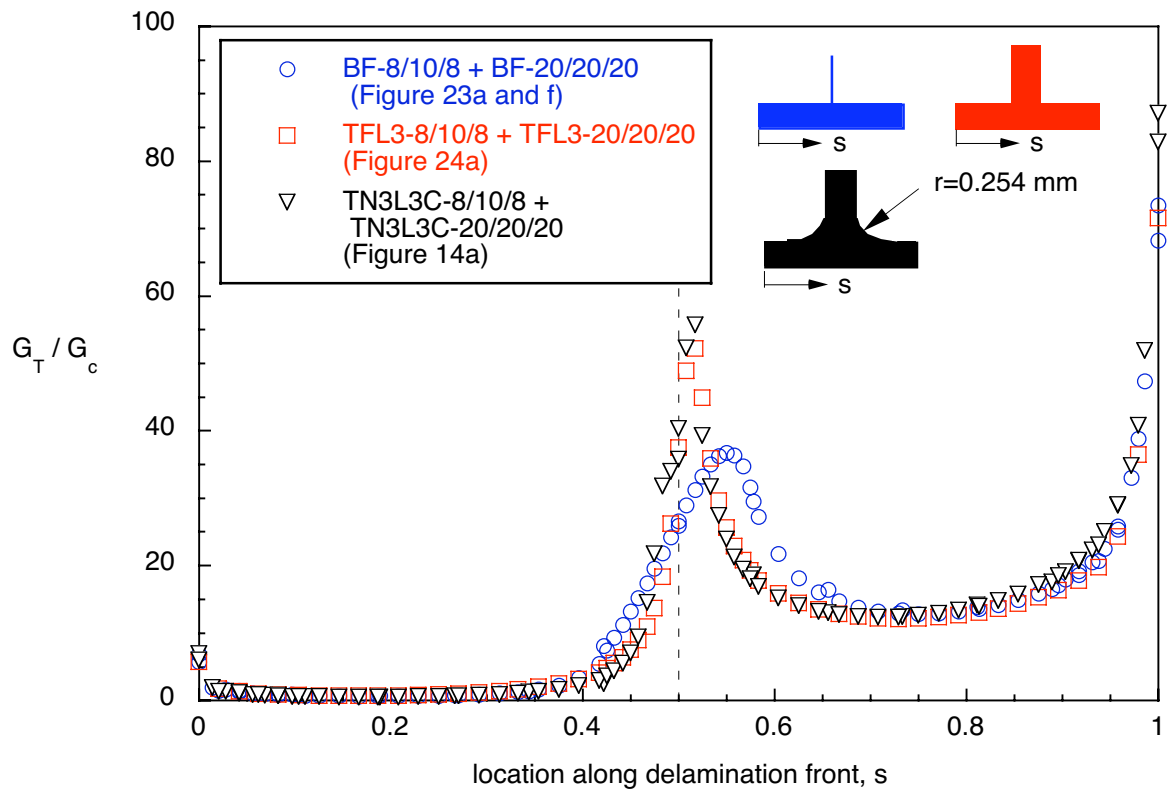 100
80
60
40
20
0
G_T / G_c
BF-8/10/8 + BF-20/20/20
(Figure 23a and f)
TFL3-8/10/8 + TFL3-20/20/20
(Figure 24a)
TN3L3C-8/10/8 +
TN3L3C-20/20/20
(Figure 14a)
s
s
r=0.254 mm
s
0
0.2
0.4
0.6
0.8
1
location along delamination front, s